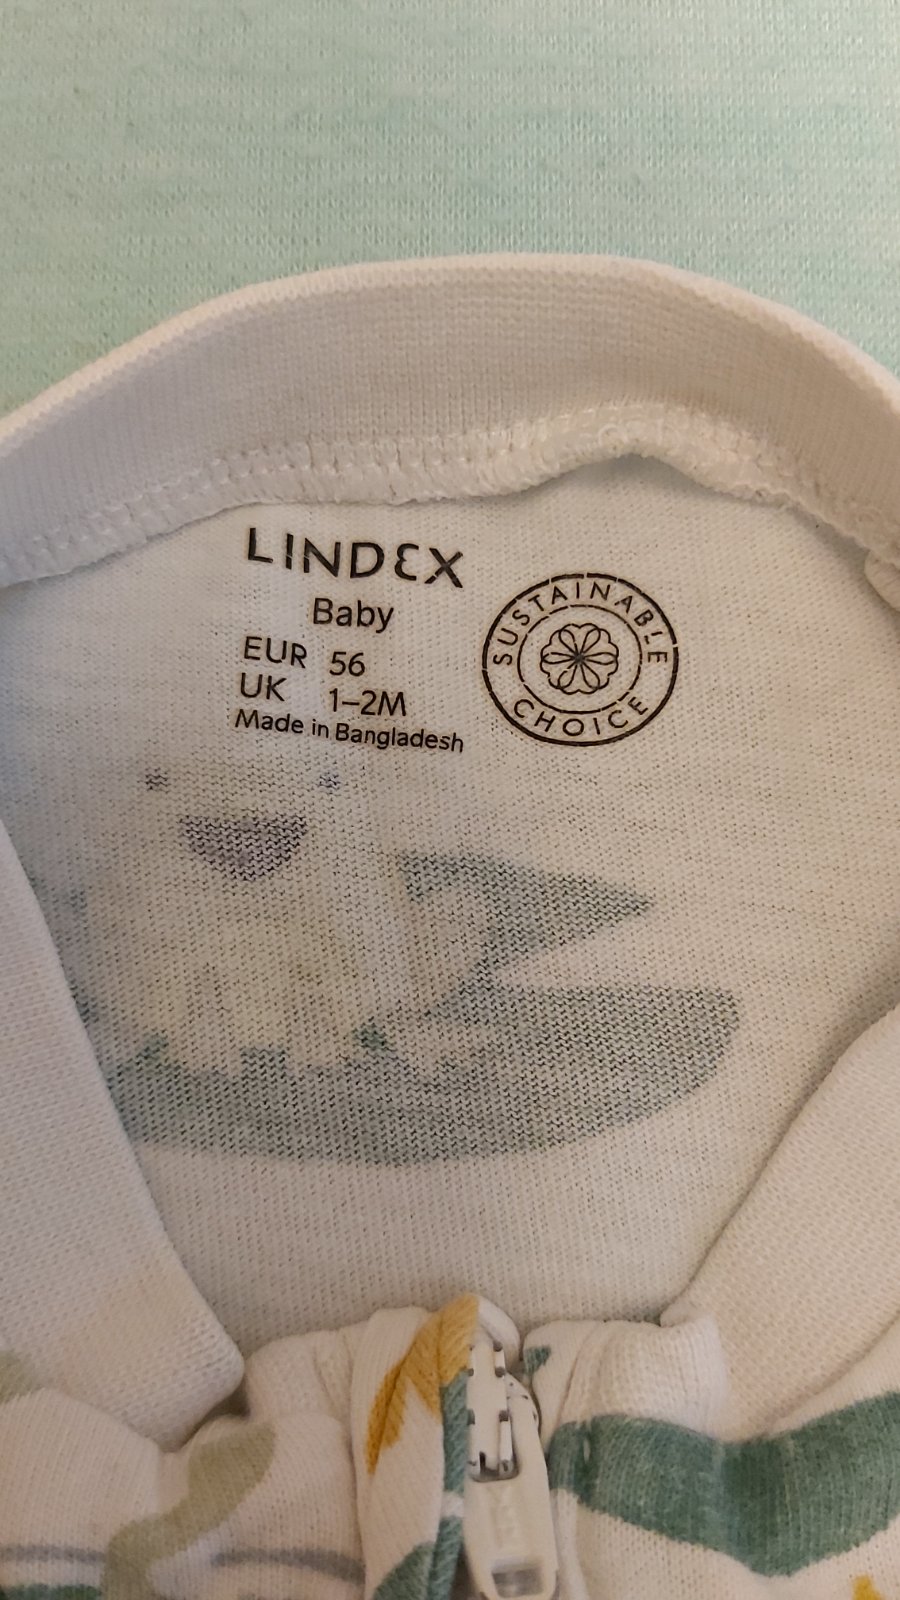 LINDEX
Baby
EUR 56
UK 1–2M
Made in Bangladesh
SUSTAINABLE
CHOICE